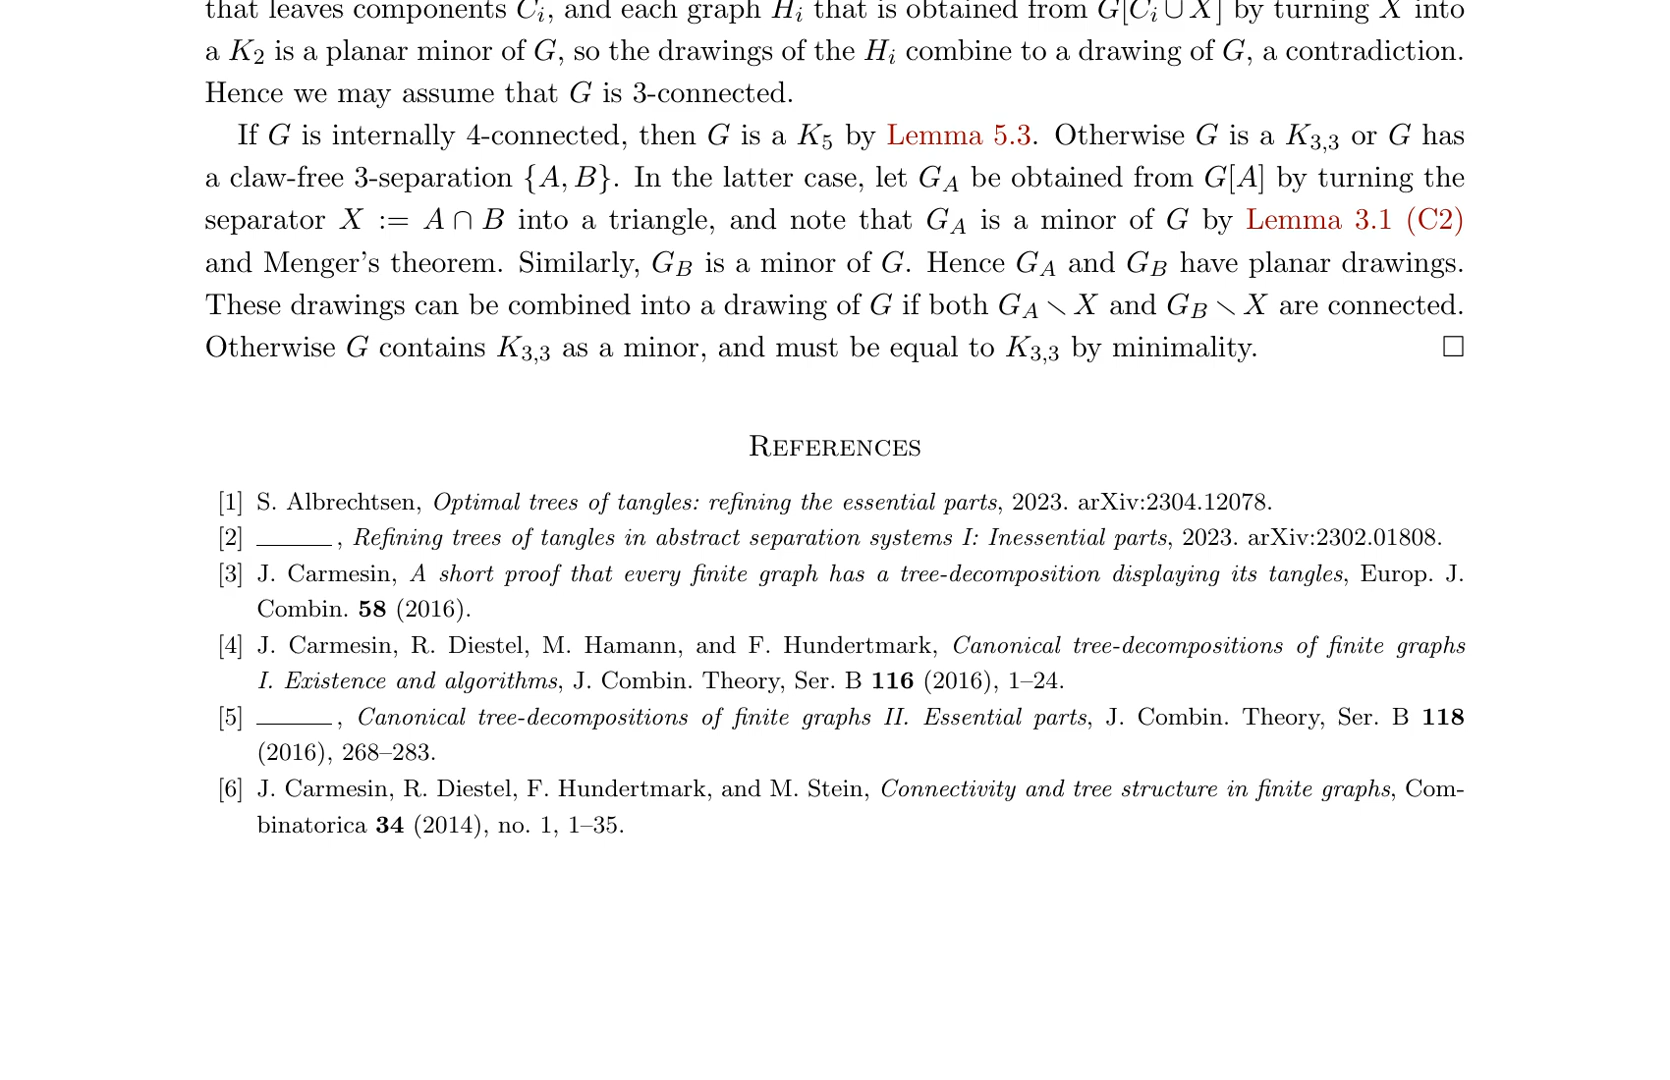 that leaves components C_i, and each graph H_i that is obtained from G[C_i ∪ X] by turning X into
a K_2 is a planar minor of G, so the drawings of the H_i combine to a drawing of G, a contradiction.
Hence we may assume that G is 3-connected.
If G is internally 4-connected, then G is a K_5 by Lemma 5.3. Otherwise G is a K_{3,3} or G has
a claw-free 3-separation {A, B}. In the latter case, let G_A be obtained from G[A] by turning the
separator X := A ∩ B into a triangle, and note that G_A is a minor of G by Lemma 3.1 (C2)
and Menger's theorem. Similarly, G_B is a minor of G. Hence G_A and G_B have planar drawings.
These drawings can be combined into a drawing of G if both G_A ∖ X and G_B ∖ X are connected.
Otherwise G contains K_{3,3} as a minor, and must be equal to K_{3,3} by minimality. □
References
[1] S. Albrechtsen, Optimal trees of tangles: refining the essential parts, 2023. arXiv:2304.12078.
[2] ______, Refining trees of tangles in abstract separation systems I: Inessential parts, 2023. arXiv:2302.01808.
[3] J. Carmesin, A short proof that every finite graph has a tree-decomposition displaying its tangles, Europ. J.
Combin. 58 (2016).
[4] J. Carmesin, R. Diestel, M. Hamann, and F. Hundertmark, Canonical tree-decompositions of finite graphs
I. Existence and algorithms, J. Combin. Theory, Ser. B 116 (2016), 1–24.
[5] ______, Canonical tree-decompositions of finite graphs II. Essential parts, J. Combin. Theory, Ser. B 118
(2016), 268–283.
[6] J. Carmesin, R. Diestel, F. Hundertmark, and M. Stein, Connectivity and tree structure in finite graphs, Com-
binatorica 34 (2014), no. 1, 1–35.